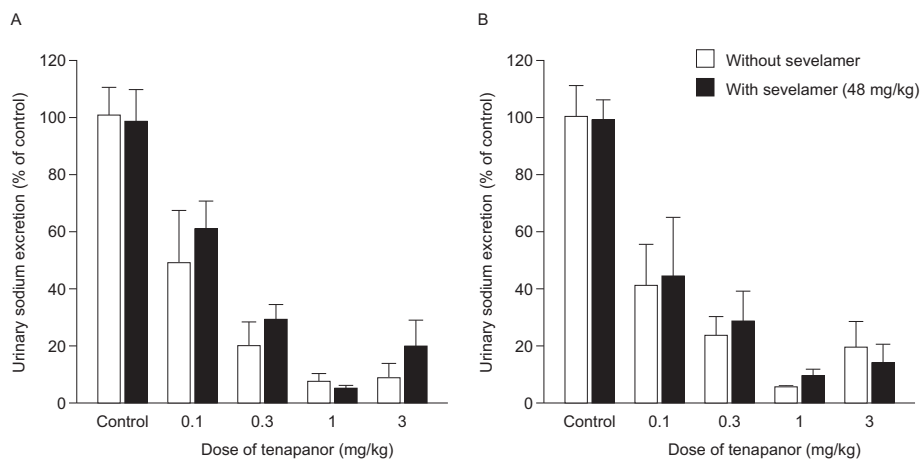 A
Urinary sodium excretion (% of control)
120
100
80
60
40
20
0
Control 0.1 0.3 1 3
Dose of tenapanor (mg/kg)
B
Without sevelamer
With sevelamer (48 mg/kg)
Urinary sodium excretion (% of control)
120
100
80
60
40
20
0
Control 0.1 0.3 1 3
Dose of tenapanor (mg/kg)